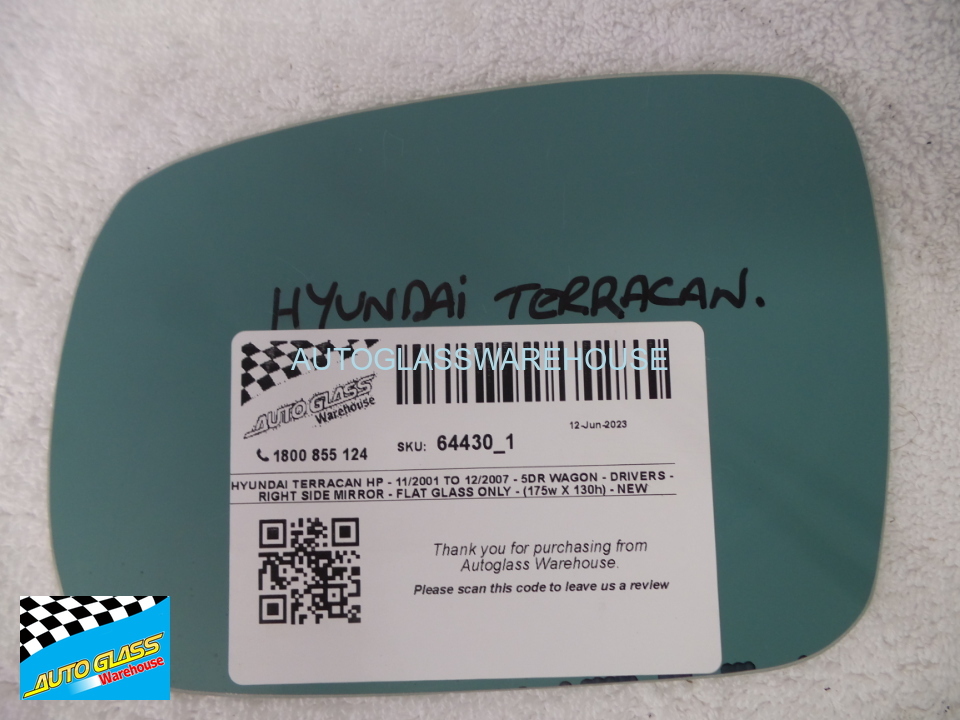 HYUNDAI TERRACAN.
AUTOGLASSWAREHOUSE
AUTO GLASS
Warehouse
1800 855 124
SKU: 64430_1
12-Jun-2023
HYUNDAI TERRACAN HP - 11/2001 TO 12/2007 - 5DR WAGON - DRIVERS -
RIGHT SIDE MIRROR - FLAT GLASS ONLY - (175w X 130h) - NEW
Thank you for purchasing from
Autoglass Warehouse.
Please scan this code to leave us a review
AUTO GLASS
Warehouse